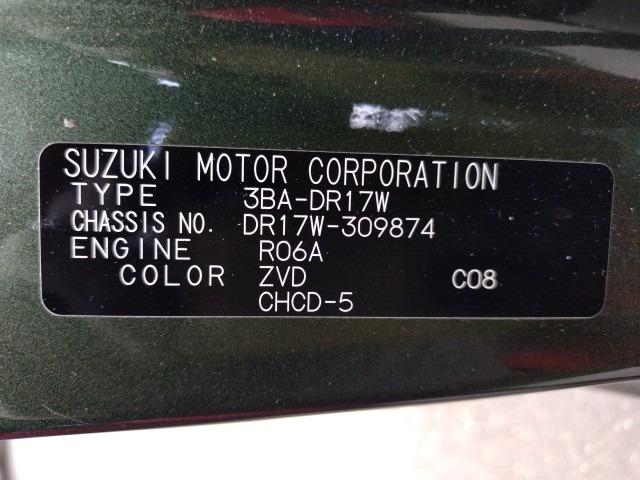 SUZUKI MOTOR CORPORATION
TYPE 3BA-DR17W
CHASSIS NO. DR17W-309874
ENGINE R06A
COLOR ZVD C08
CHCD-5